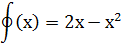 ∮(x) = 2x − x²